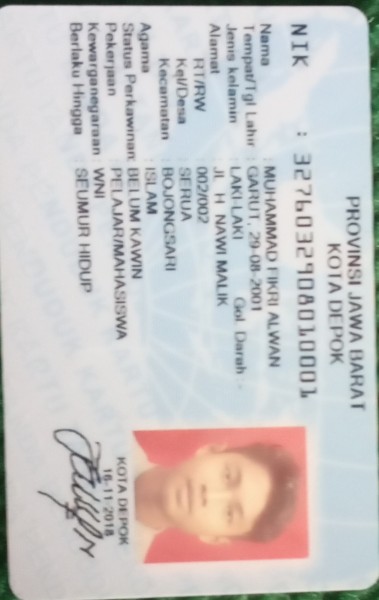 PROVINSI JAWA BARAT
KOTA DEPOK
NIK : 3276032908010001
Nama : MUHAMMAD FIKRI ALWAN
Tempat/Tgl Lahir : GARUT, 29-08-2001
Jenis kelamin : LAKI-LAKI Gol. Darah : -
Alamat : JL. H. NAWI MALIK
RT/RW : 002/002
Kel/Desa : SERUA
Kecamatan : BOJONGSARI
Agama : ISLAM
Status Perkawinan: BELUM KAWIN
Pekerjaan : PELAJAR/MAHASISWA
Kewarganegaraan : WNI
Berlaku Hingga : SEUMUR HIDUP
KOTA DEPOK
16-11-2018